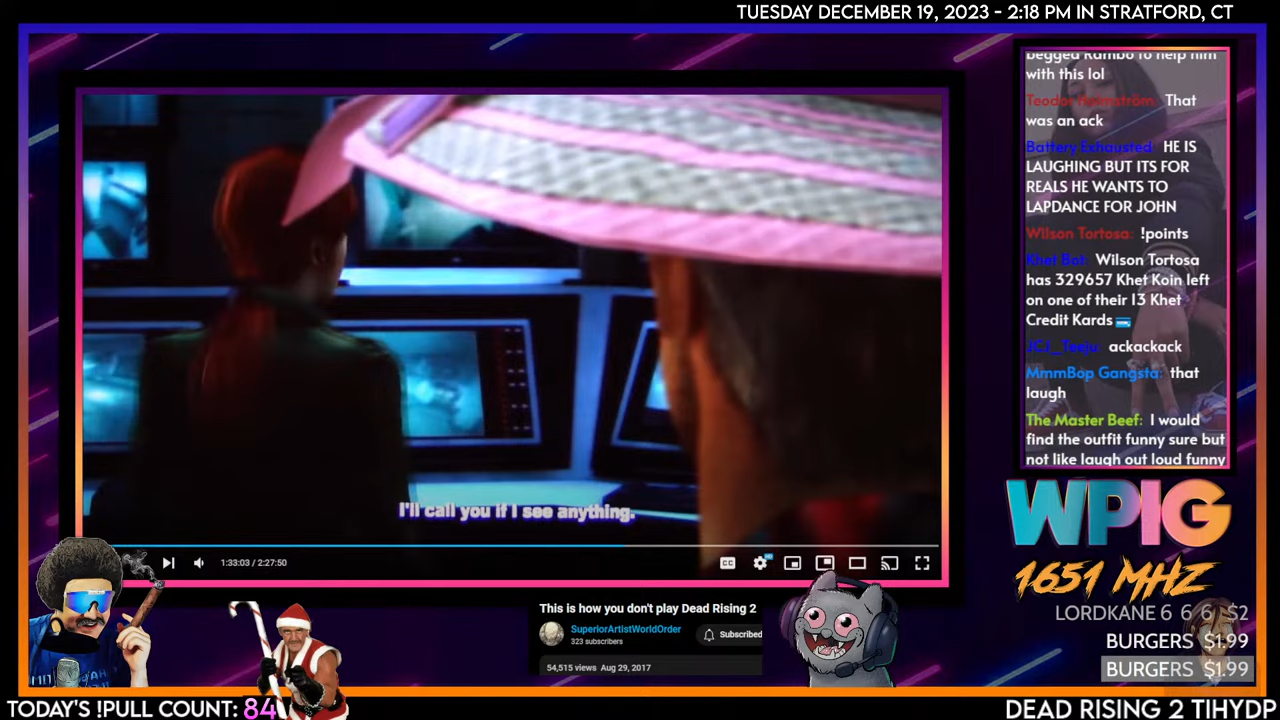 TUESDAY DECEMBER 19, 2023 - 2:18 PM IN STRATFORD, CT
begged Rambo to help him
with this lol
That
was an ack
Battery Exhausted: HE IS
LAUGHING BUT ITS FOR
REALS HE WANTS TO
LAPDANCE FOR JOHN
Wilson Tortosa: !points
Khet Bot: Wilson Tortosa
has 329657 Khet Koin left
on one of their 13 Khet
Credit Kards
JCJ_Teeju: ackackack
MmmBop Gangsta: that
laugh
The Master Beef: I would
find the outfit funny sure but
not like laugh out loud funny
I'll call you if I see anything.
1:33:03 / 2:27:50
CC
HD
WPIG
1651 MHZ
LORDKANE 6 6 6 $2
BURGERS $1.99
BURGERS $1.99
This is how you don't play Dead Rising 2
SuperiorArtistWorldOrder
323 subscribers
Subscribed
54,515 views Aug 29, 2017
TODAY'S !PULL COUNT: 84
DEAD RISING 2 TIHYDP